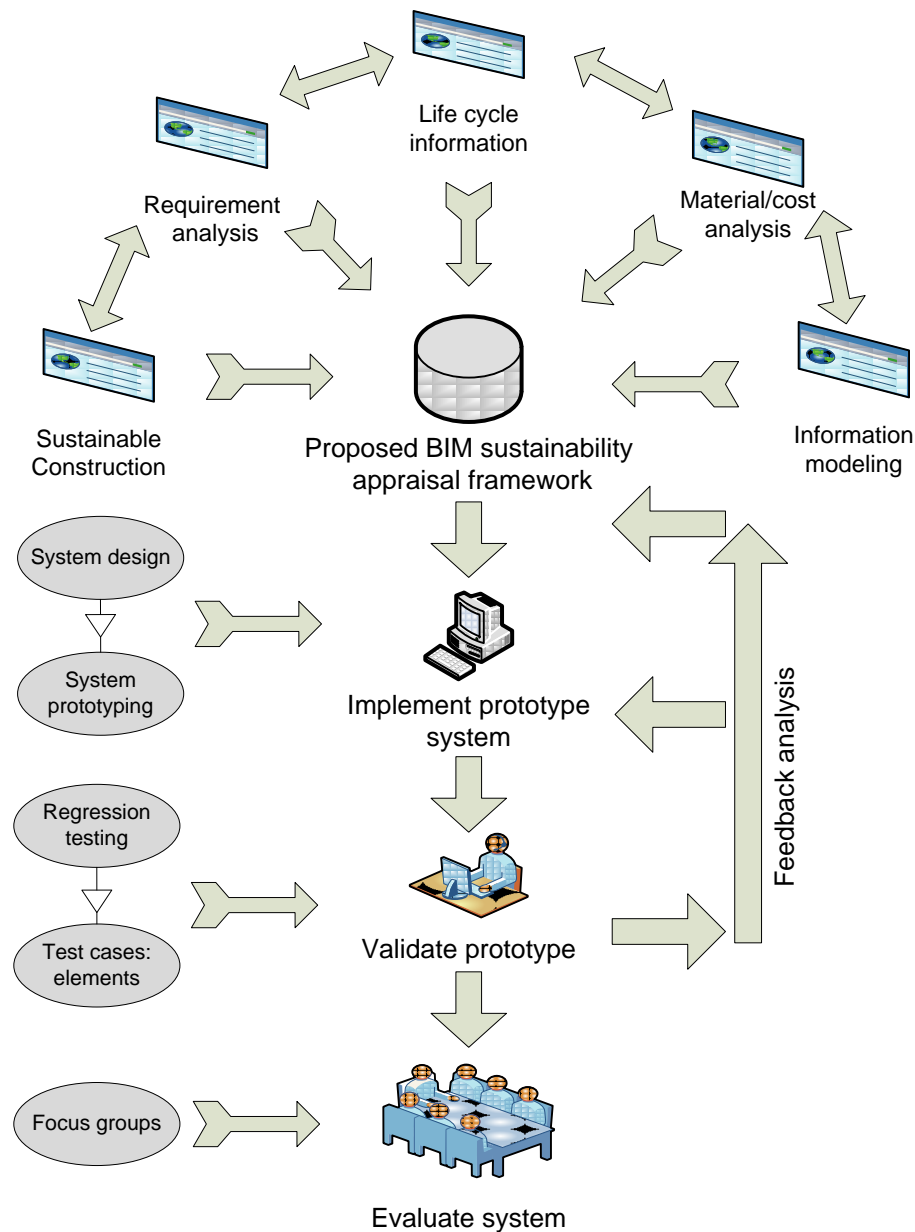 Life cycle
information
Requirement
analysis
Material/cost
analysis
Sustainable
Construction
Proposed BIM sustainability
appraisal framework
Information
modeling
System design
System
prototyping
Implement prototype
system
Feedback analysis
Regression
testing
Test cases:
elements
Validate prototype
Focus groups
Evaluate system